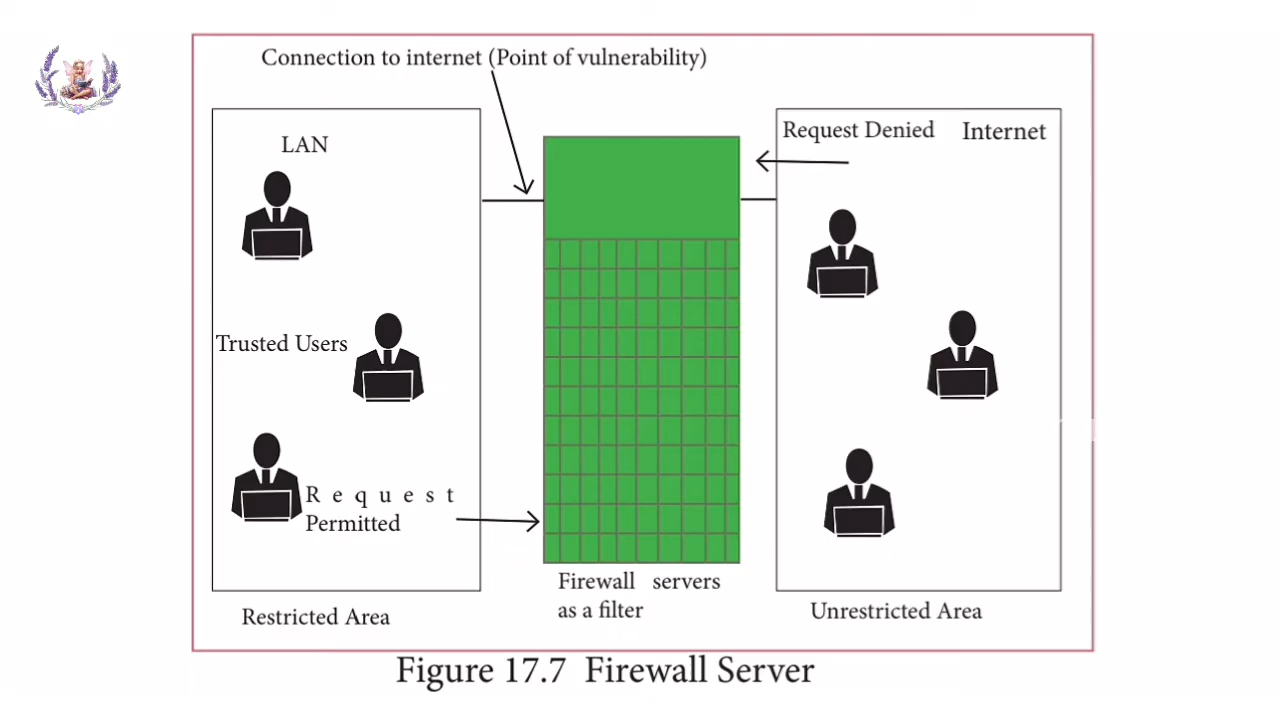 Connection to internet (Point of vulnerability)
LAN
Request Denied
Internet
Trusted Users
Request
Permitted
Firewall servers
as a filter
Restricted Area
Unrestricted Area
Figure 17.7 Firewall Server